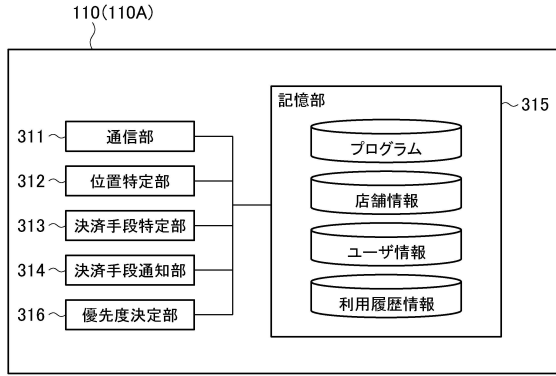 110(110A)
311
通信部
312
位置特定部
313
決済手段特定部
314
決済手段通知部
316
優先度決定部
記憶部
315
プログラム
店舗情報
ユーザ情報
利用履歴情報